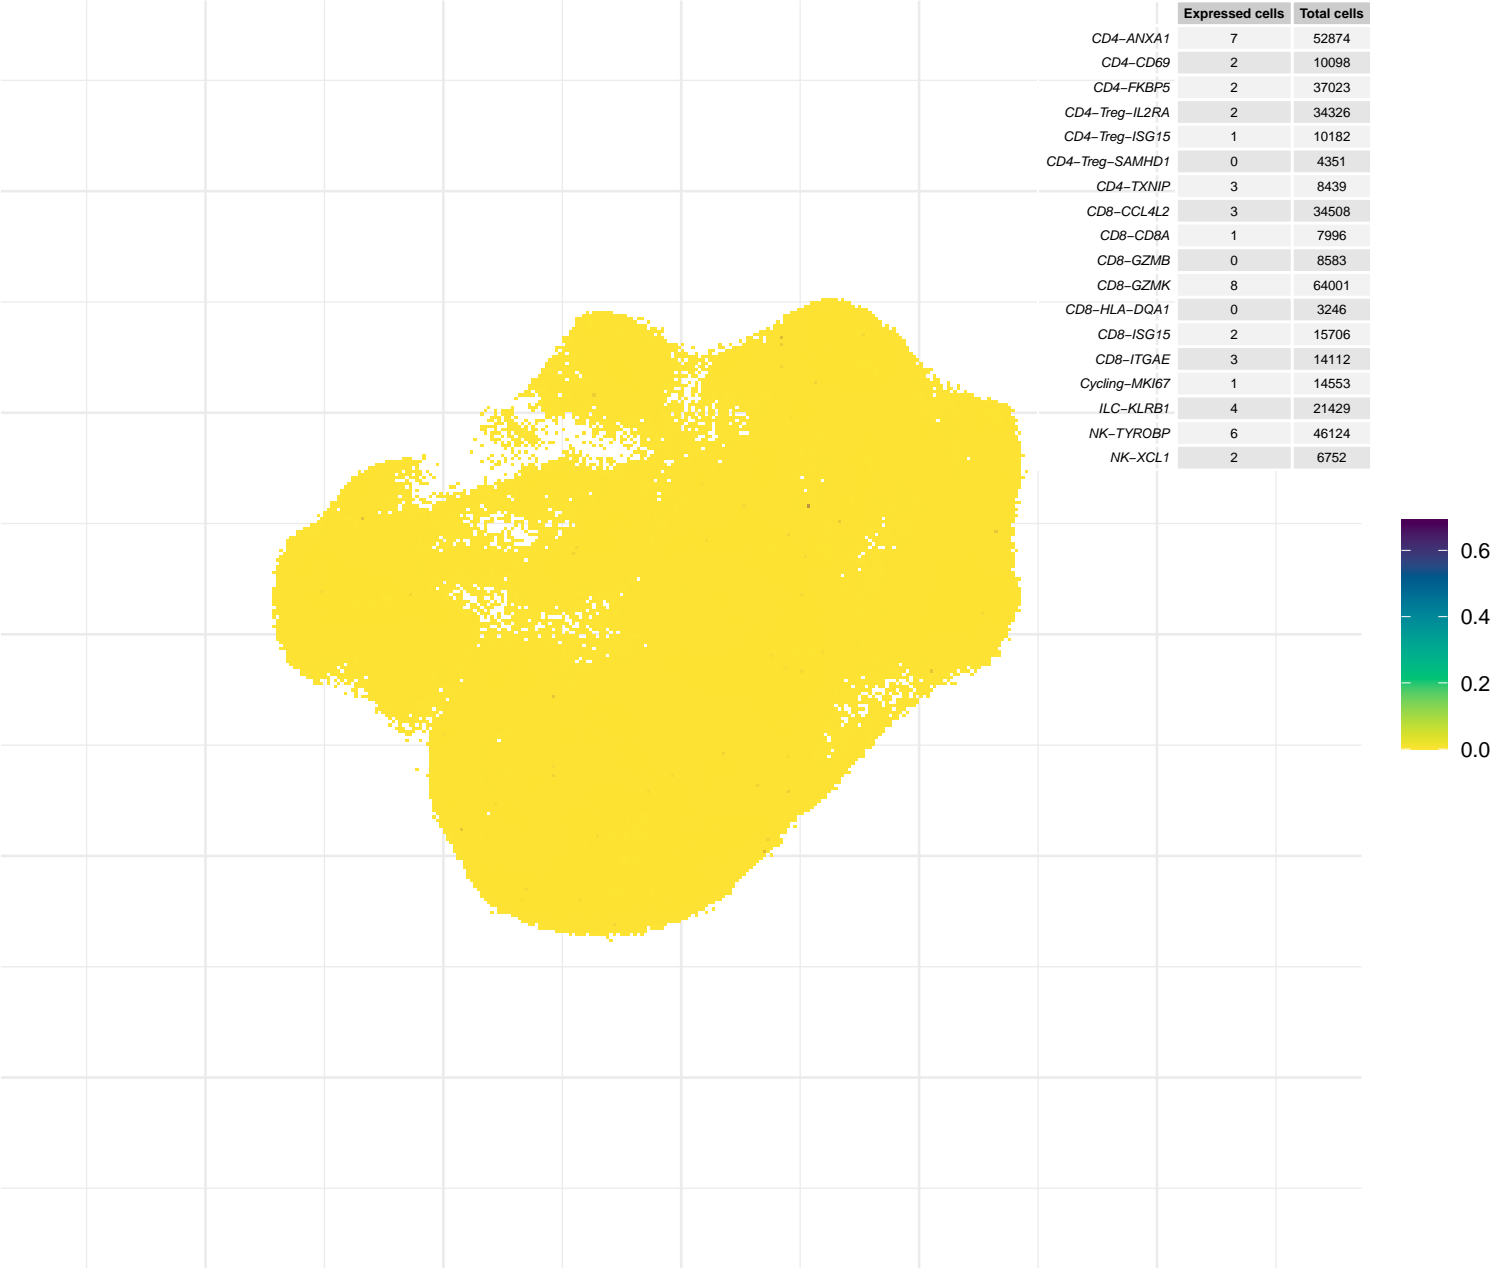 Expressed cells Total cells
CD4−ANXA1 7 52874
CD4−CD69 2 10098
CD4−FKBP5 2 37023
CD4−Treg−IL2RA 2 34326
CD4−Treg−ISG15 1 10182
CD4−Treg−SAMHD1 0 4351
CD4−TXNIP 3 8439
CD8−CCL4L2 3 34508
CD8−CD8A 1 7996
CD8−GZMB 0 8583
CD8−GZMK 8 64001
CD8−HLA−DQA1 0 3246
CD8−ISG15 2 15706
CD8−ITGAE 3 14112
Cycling−MKI67 1 14553
ILC−KLRB1 4 21429
NK−TYROBP 6 46124
NK−XCL1 2 6752
0.6
0.4
0.2
0.0